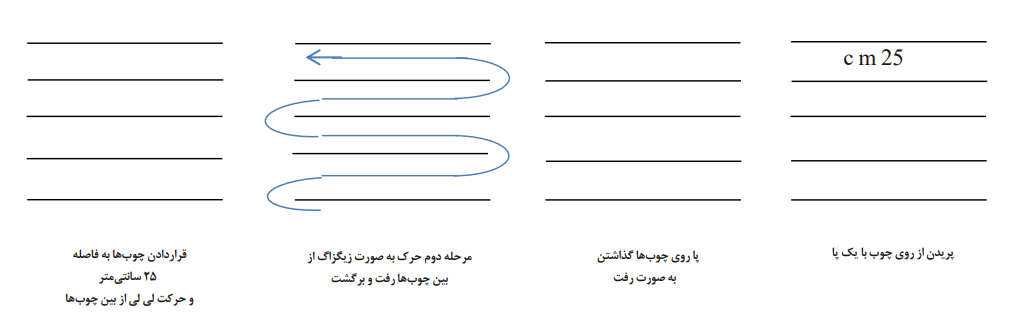 c m 25
پریدن از روی چوب با یک پا
پا روی چوب‌ها گذاشتن
به صورت رفت
مرحله دوم حرک به صورت زیگزاگ از
بین چوب‌ها رفت و برگشت
قراردادن چوب‌ها به فاصله
۲۵ سانتی‌متر
و حرکت لی لی از بین چوب‌ها